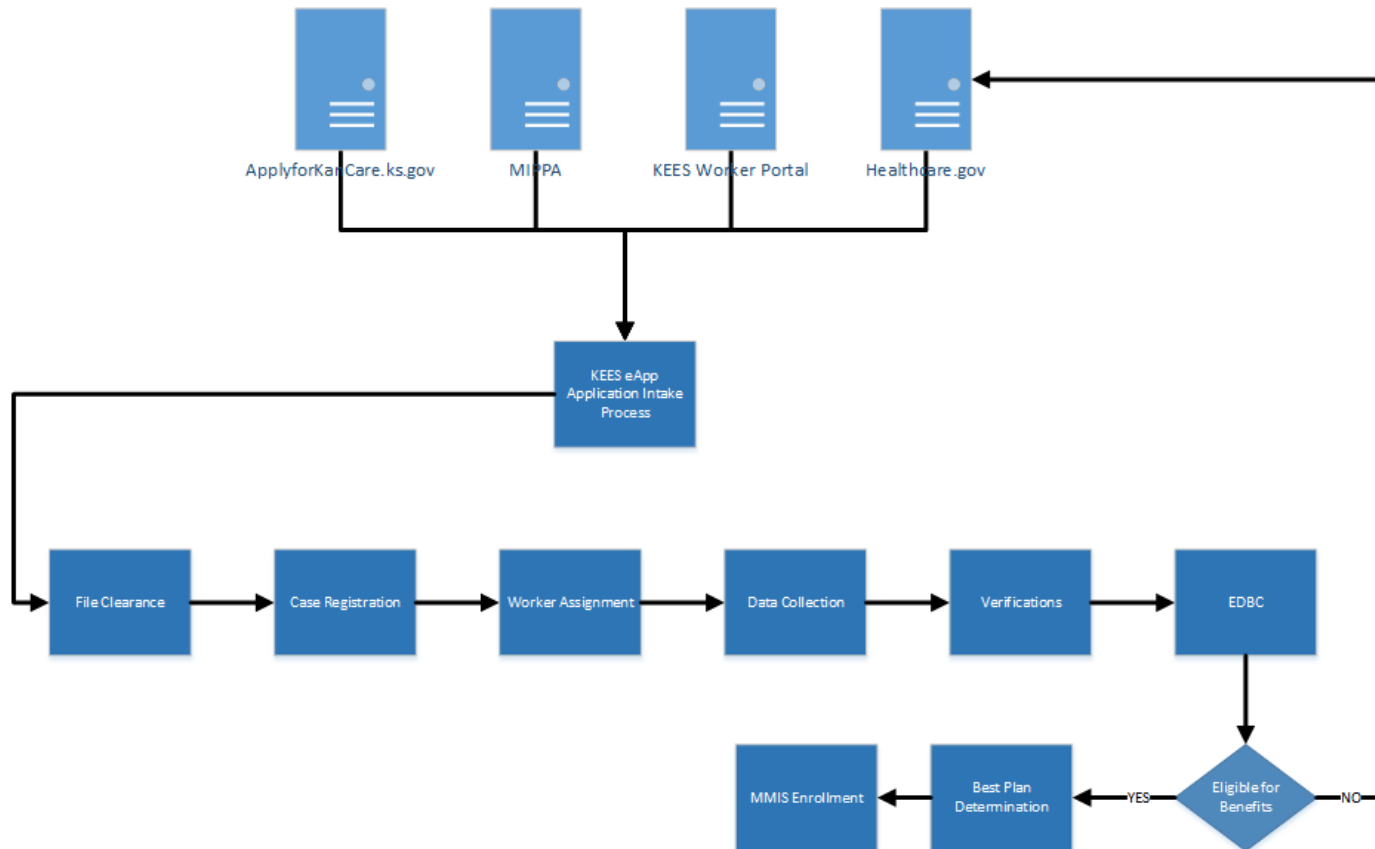 ApplyforKanCare.ks.gov
MIPPA
KEES Worker Portal
Healthcare.gov
KEES eApp
Application Intake
Process
File Clearance
Case Registration
Worker Assignment
Data Collection
Verifications
EDBC
MMIS Enrollment
Best Plan
Determination
YES
Eligible for
Benefits
NO